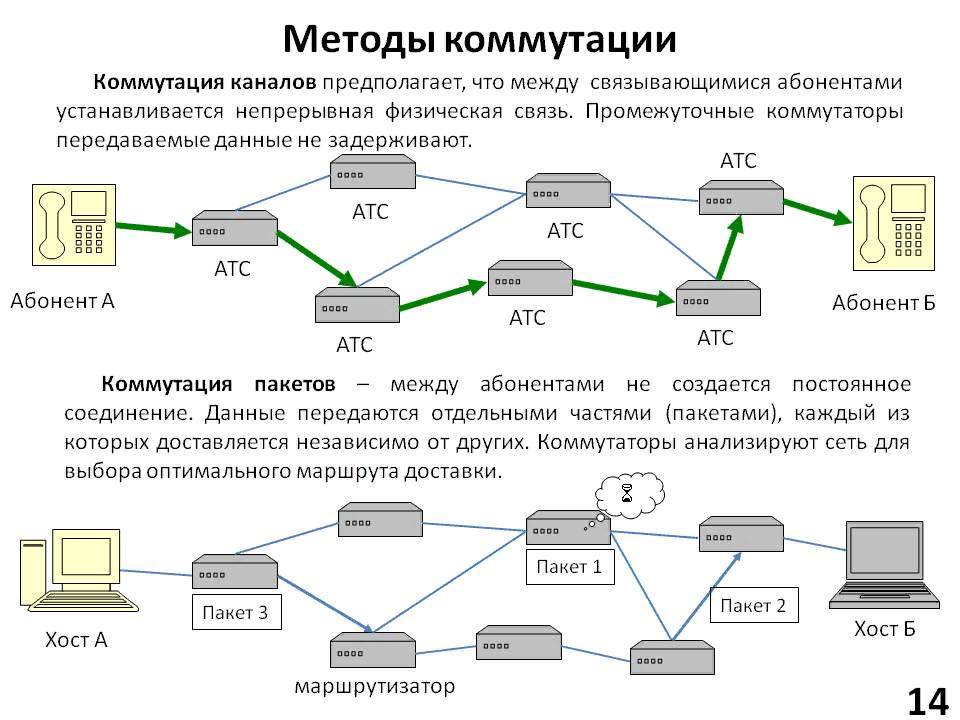 Методы коммутации
Коммутация каналов предполагает, что между связывающимися абонентами
устанавливается непрерывная физическая связь. Промежуточные коммутаторы
передаваемые данные не задерживают.
АТС
АТС
АТС
АТС
Абонент А
Абонент Б
АТС
АТС
АТС
Коммутация пакетов – между абонентами не создается постоянное
соединение. Данные передаются отдельными частями (пакетами), каждый из
которых доставляется независимо от других. Коммутаторы анализируют сеть для
выбора оптимального маршрута доставки.
Пакет 1
Пакет 3
Пакет 2
Хост А
Хост Б
маршрутизатор
14